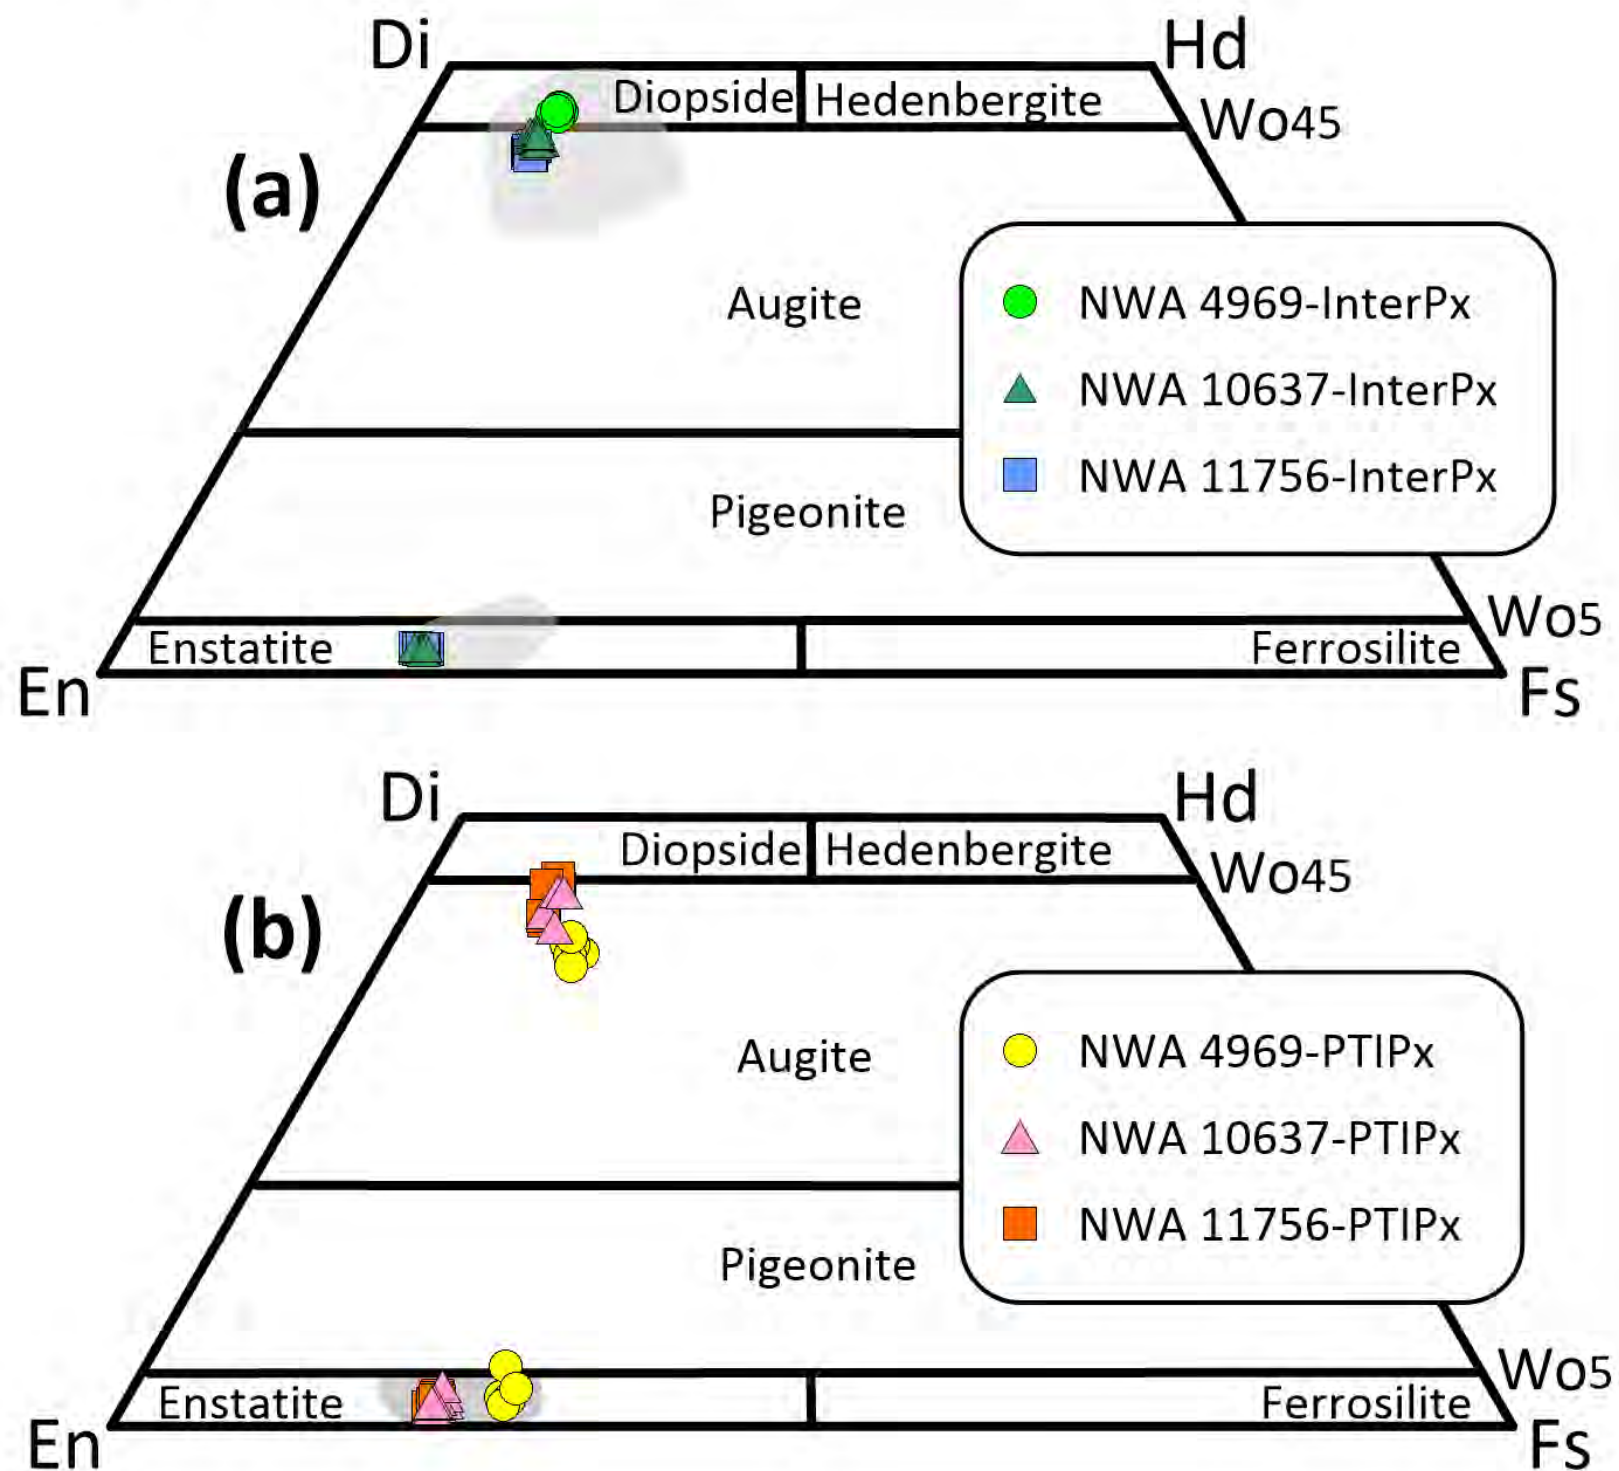 Di Hd
Diopside Hedenbergite
Wo45
(a)
Augite
NWA 4969-InterPx
NWA 10637-InterPx
NWA 11756-InterPx
Pigeonite
Wo5
Enstatite Ferrosilite
En Fs
Di Hd
Diopside Hedenbergite
Wo45
(b)
Augite
NWA 4969-PTIPx
NWA 10637-PTIPx
NWA 11756-PTIPx
Pigeonite
Wo5
Enstatite Ferrosilite
En Fs